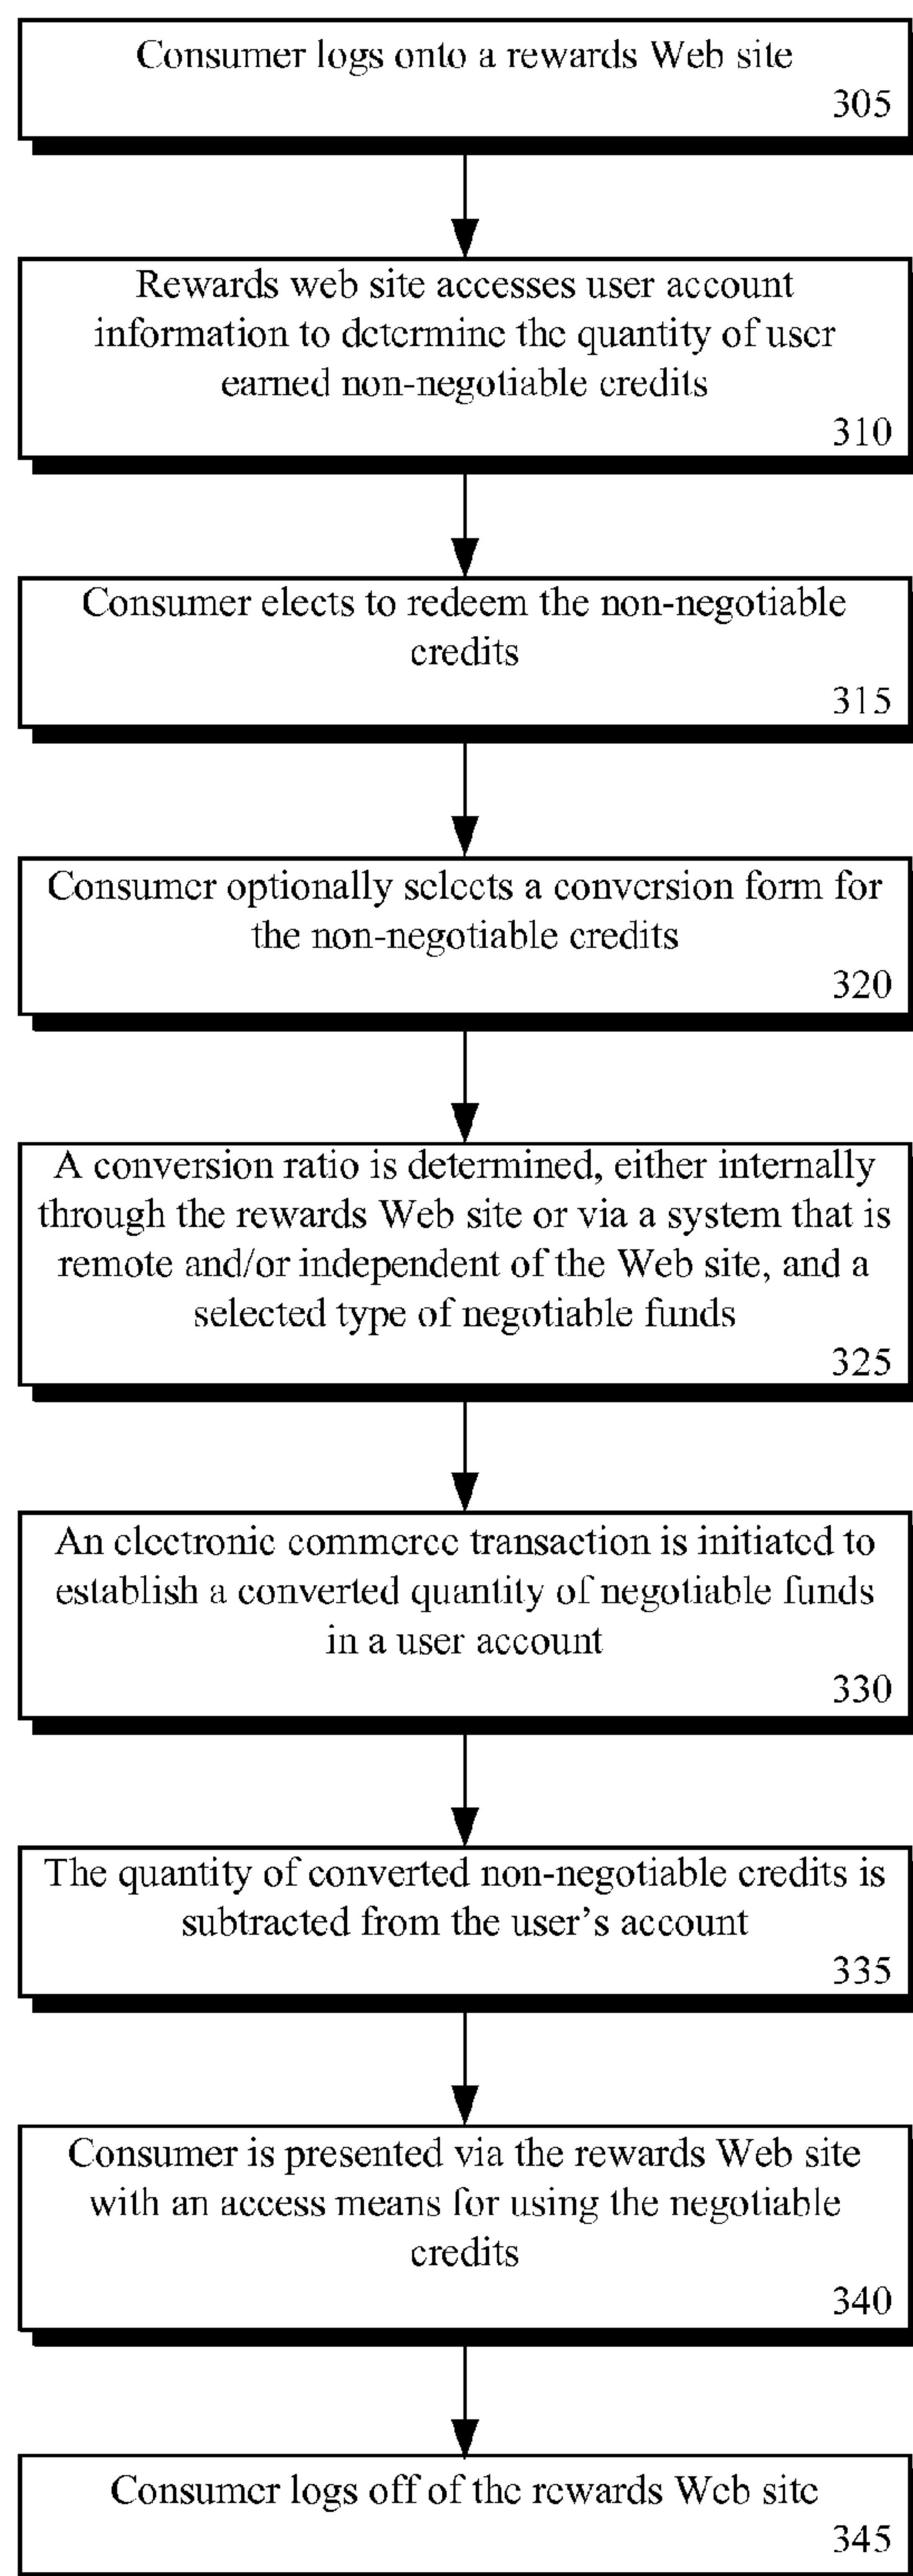 Consumer logs onto a rewards Web site
305
Rewards web site accesses user account
information to determine the quantity of user
earned non-negotiable credits
310
Consumer elects to redeem the non-negotiable
credits
315
Consumer optionally selects a conversion form for
the non-negotiable credits
320
A conversion ratio is determined, either internally
through the rewards Web site or via a system that is
remote and/or independent of the Web site, and a
selected type of negotiable funds
325
An electronic commerce transaction is initiated to
establish a converted quantity of negotiable funds
in a user account
330
The quantity of converted non-negotiable credits is
subtracted from the user’s account
335
Consumer is presented via the rewards Web site
with an access means for using the negotiable
credits
340
Consumer logs off of the rewards Web site
345